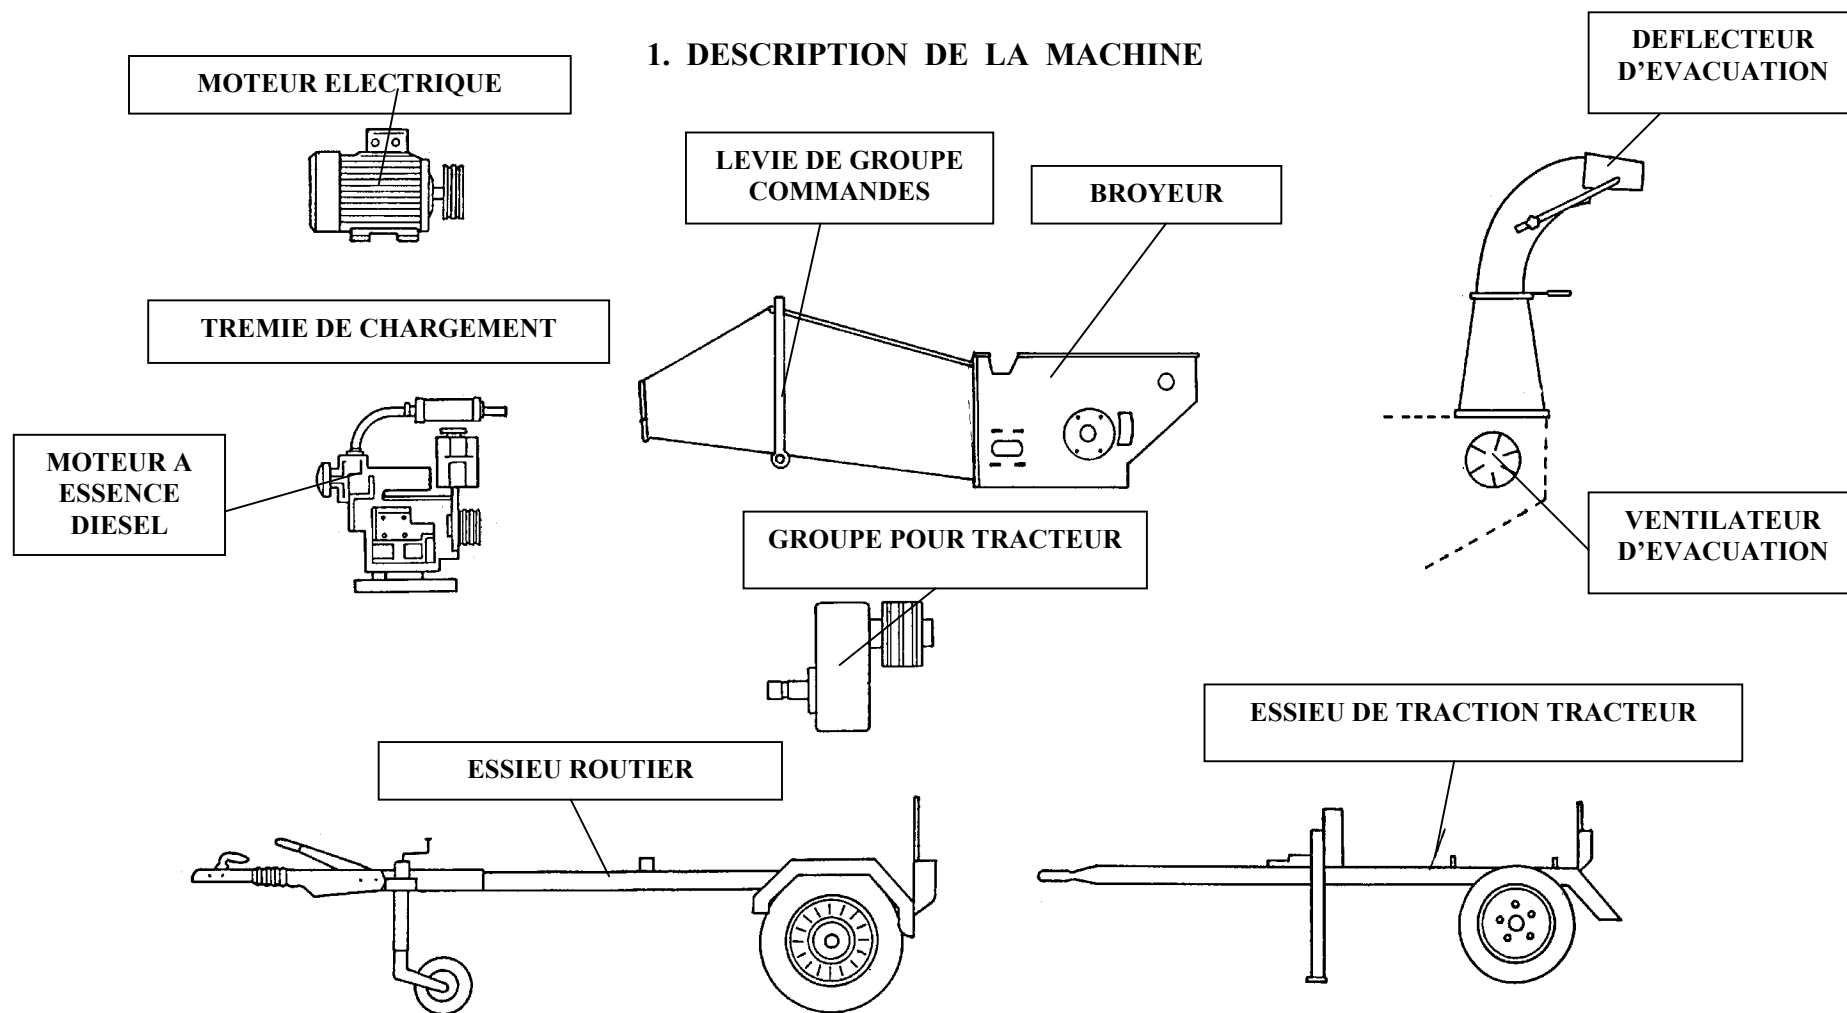 1. DESCRIPTION DE LA MACHINE
DEFLECTEUR
D’EVACUATION
MOTEUR ELECTRIQUE
LEVIE DE GROUPE
COMMANDES
BROYEUR
TREMIE DE CHARGEMENT
MOTEUR A
ESSENCE
DIESEL
GROUPE POUR TRACTEUR
VENTILATEUR
D’EVACUATION
ESSIEU DE TRACTION TRACTEUR
ESSIEU ROUTIER